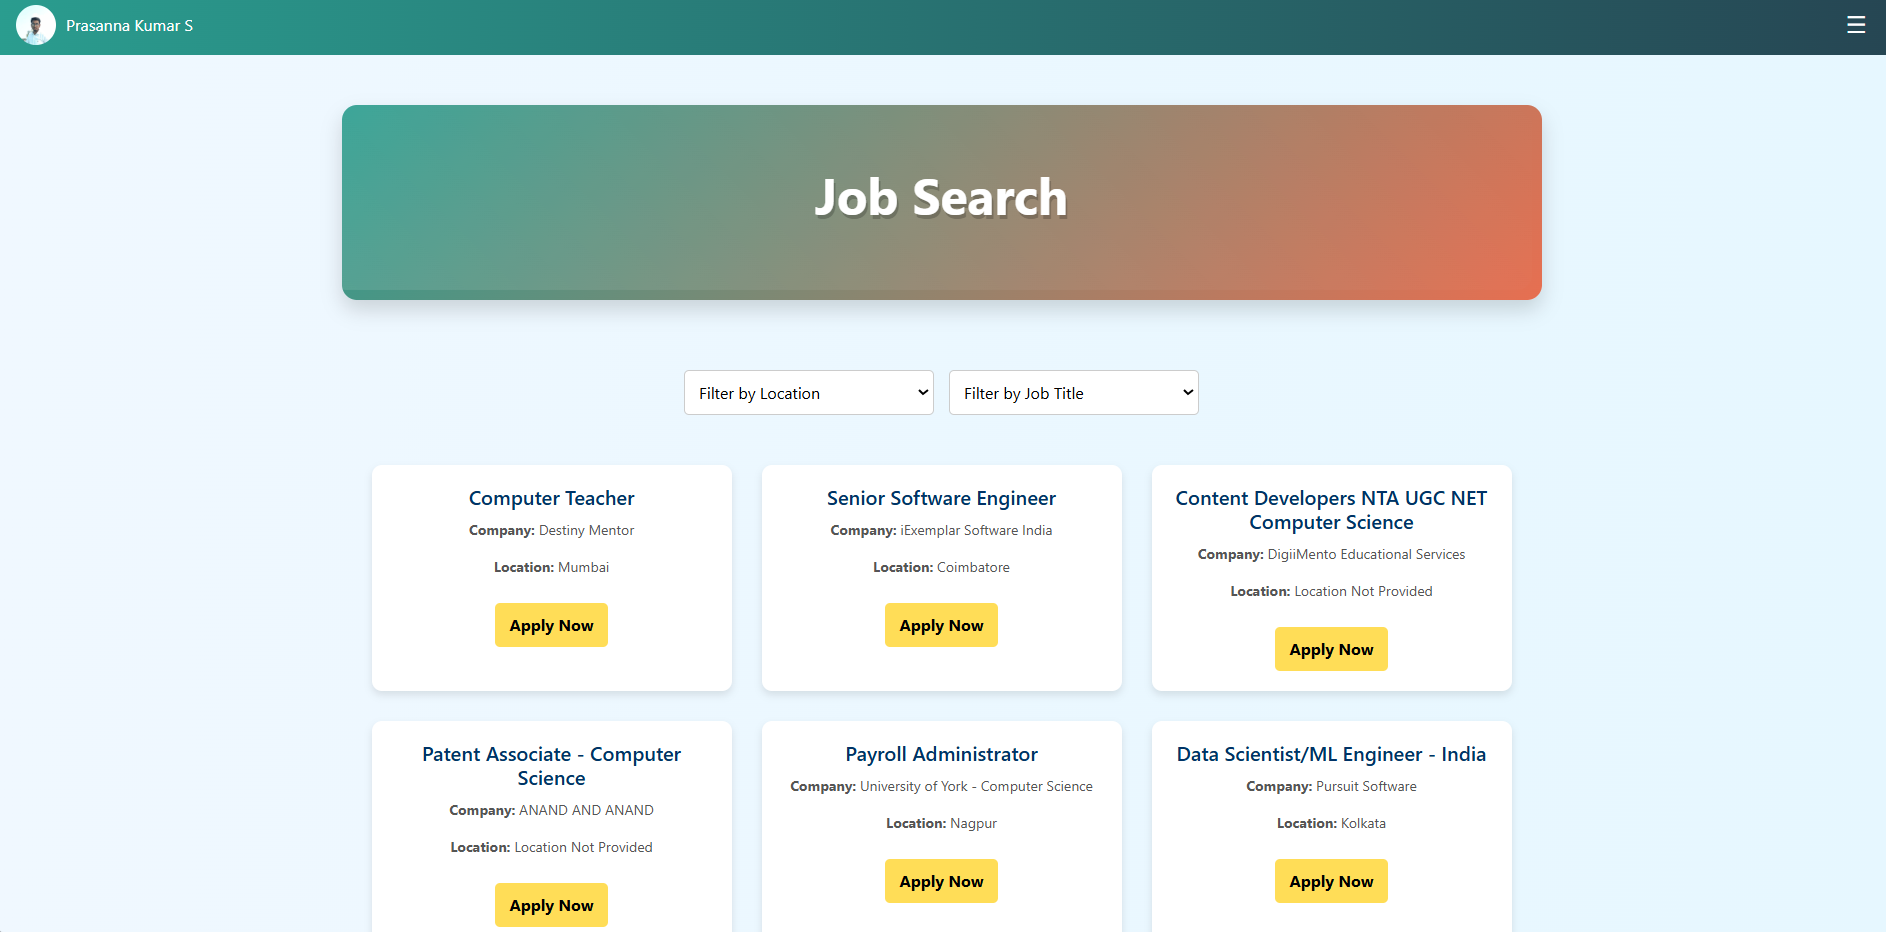 Prasanna Kumar S
Job Search
Filter by Location
Filter by Job Title
Computer Teacher
Company: Destiny Mentor
Location: Mumbai
Apply Now
Senior Software Engineer
Company: iExemplar Software India
Location: Coimbatore
Apply Now
Content Developers NTA UGC NET
Computer Science
Company: DigiiMento Educational Services
Location: Location Not Provided
Apply Now
Patent Associate - Computer
Science
Company: ANAND AND ANAND
Location: Location Not Provided
Apply Now
Payroll Administrator
Company: University of York - Computer Science
Location: Nagpur
Apply Now
Data Scientist/ML Engineer - India
Company: Pursuit Software
Location: Kolkata
Apply Now